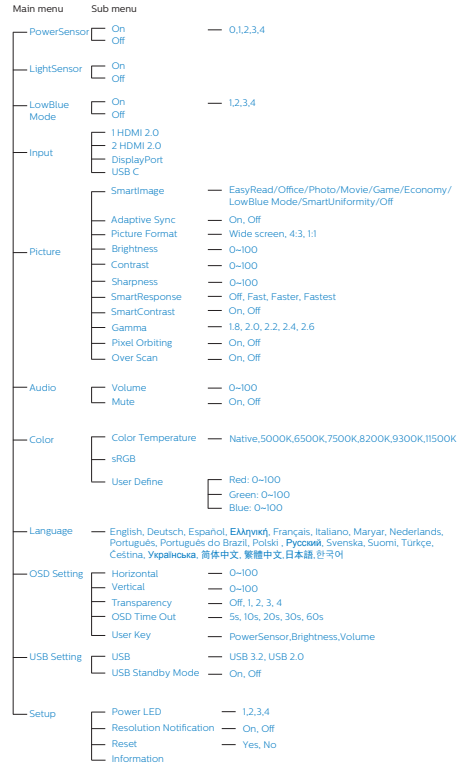 Main menu Sub menu
PowerSensor On 0,1,2,3,4
Off
LightSensor On
Off
LowBlue Mode On 1,2,3,4
Off
Input 1 HDMI 2.0
2 HDMI 2.0
DisplayPort
USB C
Picture SmartImage EasyRead/Office/Photo/Movie/Game/Economy/
LowBlue Mode/SmartUniformity/Off
Adaptive Sync On, Off
Picture Format Wide screen, 4:3, 1:1
Brightness 0~100
Contrast 0~100
Sharpness 0~100
SmartResponse Off, Fast, Faster, Fastest
SmartContrast On, Off
Gamma 1.8, 2.0, 2.2, 2.4, 2.6
Pixel Orbiting On, Off
Over Scan On, Off
Audio Volume 0~100
Mute On, Off
Color Color Temperature Native,5000K,6500K,7500K,8200K,9300K,11500K
sRGB
User Define Red: 0~100
Green: 0~100
Blue: 0~100
Language English, Deutsch, Español, Ελληνική, Français, Italiano, Maryar, Nederlands,
Português, Português do Brazil, Polski , Русский, Svenska, Suomi, Türkçe,
Čeština, Українська, 简体中文, 繁體中文,日本語,한국어
OSD Setting Horizontal 0~100
Vertical 0~100
Transparency Off, 1, 2, 3, 4
OSD Time Out 5s, 10s, 20s, 30s, 60s
User Key PowerSensor,Brightness,Volume
USB Setting USB USB 3.2, USB 2.0
USB Standby Mode On, Off
Setup Power LED 1,2,3,4
Resolution Notification On, Off
Reset Yes, No
Information